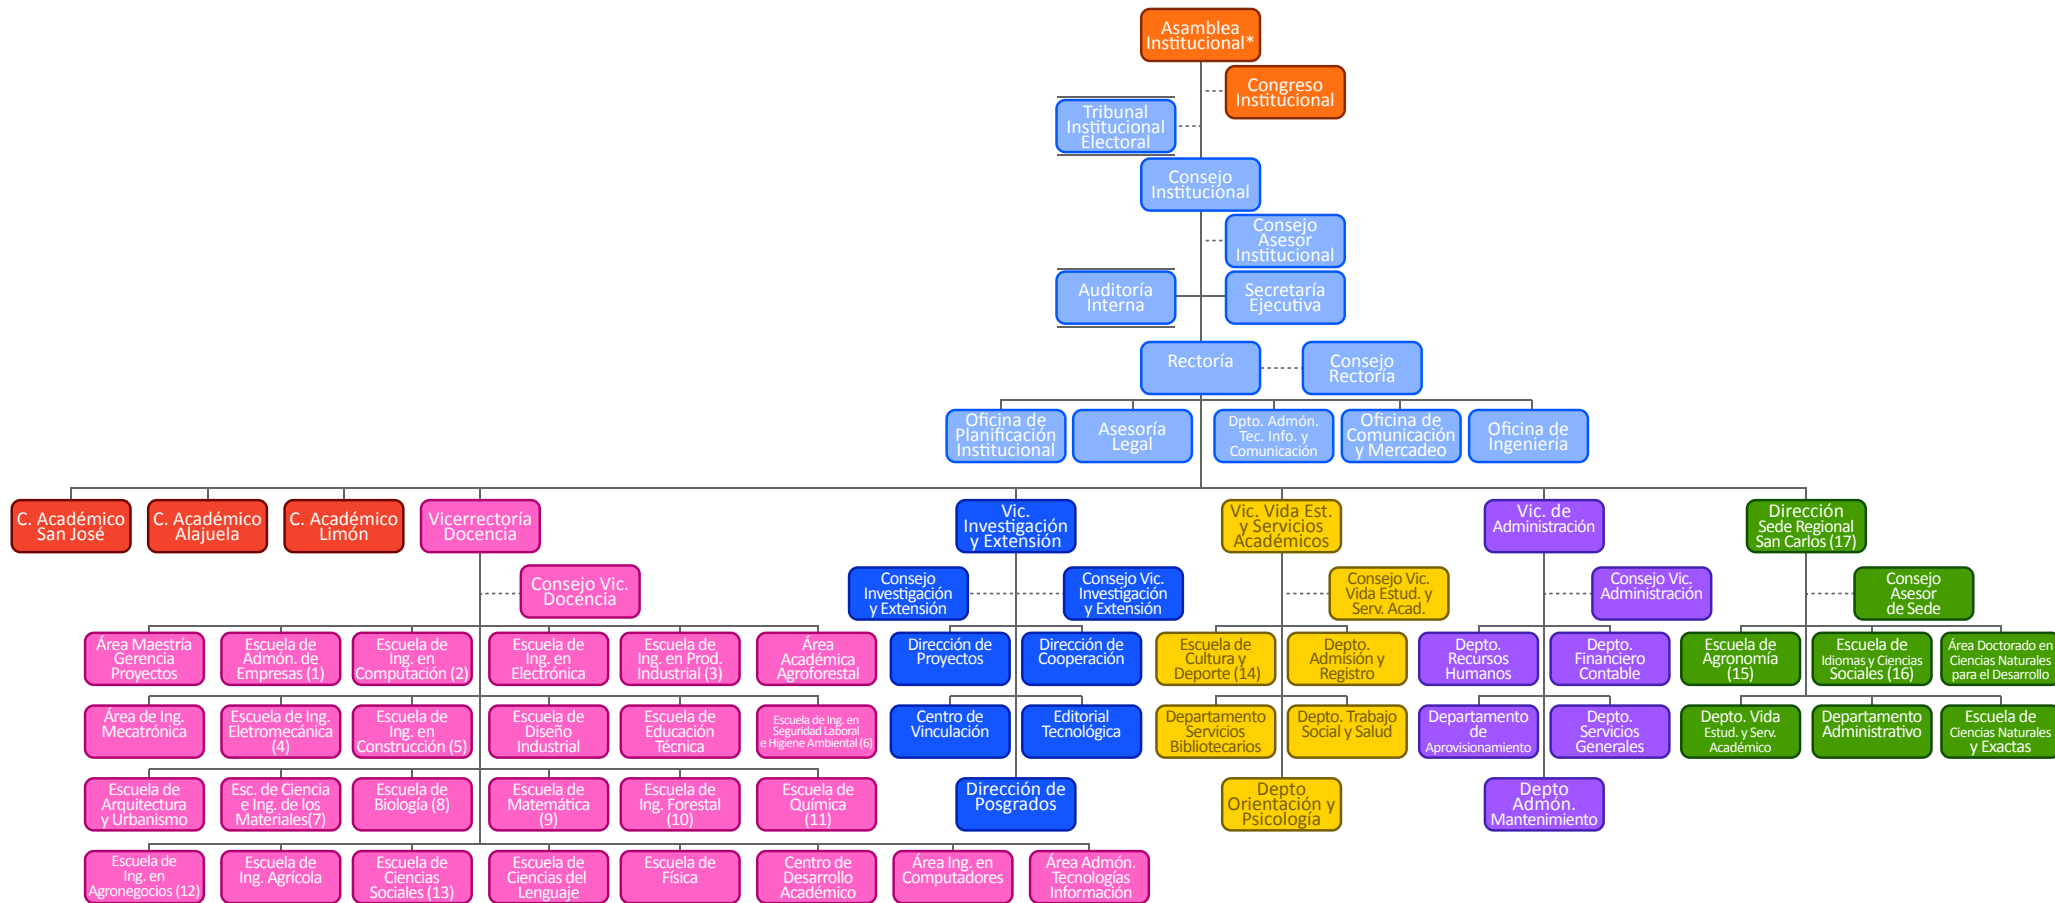 Asamblea
Institucional*
Congreso
Institucional
Tribunal
Institucional
Electoral
Consejo
Institucional
Consejo
Asesor
Institucional
Auditoría
Interna
Secretaría
Ejecutiva
Rectoría
Consejo
Rectoría
Oficina de
Planificación
Institucional
Asesoría
Legal
Dpto. Admón.
Tec. Info. y
Comunicación
Oficina de
Comunicación
y Mercadeo
Oficina de
Ingeniería
C. Académico
San José
C. Académico
Alajuela
C. Académico
Limón
Vicerrectoría
Docencia
Vic.
Investigación
y Extensión
Vic. Vida Est.
y Servicios
Académicos
Vic. de
Administración
Dirección
Sede Regional
San Carlos (17)
Consejo Vic.
Docencia
Consejo
Investigación
y Extensión
Consejo Vic.
Investigación
y Extensión
Consejo Vic.
Vida Estud. y
Serv. Acad.
Consejo Vic.
Administración
Consejo
Asesor
de Sede
Área Maestría
Gerencia
Proyectos
Escuela de
Admón. de
Empresas (1)
Escuela de
Ing. en
Computación (2)
Escuela de
Ing. en
Electrónica
Escuela de
Ing. en Prod.
Industrial (3)
Área
Académica
Agroforestal
Dirección de
Proyectos
Dirección de
Cooperación
Escuela de
Cultura y
Deporte (14)
Depto.
Admisión y
Registro
Depto.
Recursos
Humanos
Depto.
Financiero
Contable
Escuela de
Agronomía
(15)
Escuela de
Idiomas y Ciencias
Sociales (16)
Área Doctorado en
Ciencias Naturales
para el Desarrollo
Área de Ing.
Mecatrónica
Escuela de Ing.
Eletromecánica
(4)
Escuela de
Ing. en
Construcción (5)
Escuela de
Diseño
Industrial
Escuela de
Educación
Técnica
Escuela de Ing. en
Seguridad Laboral
e Higiene Ambiental (6)
Centro de
Vinculación
Editorial
Tecnológica
Departamento
Servicios
Bibliotecarios
Depto. Trabajo
Social y Salud
Departamento
de
Aprovisionamiento
Depto.
Servicios
Generales
Depto. Vida
Estud. y Serv.
Académico
Departamento
Administrativo
Escuela de
Ciencias Naturales
y Exactas
Escuela de
Arquitectura
y Urbanismo
Esc. de Ciencia
e Ing. de los
Materiales(7)
Escuela de
Biología (8)
Escuela de
Matemática
(9)
Escuela de
Ing. Forestal
(10)
Escuela de
Química
(11)
Dirección de
Posgrados
Depto
Orientación y
Psicología
Depto
Admón.
Mantenimiento
Escuela de
Ing. en
Agronegocios (12)
Escuela de
Ing. Agrícola
Escuela de
Ciencias
Sociales (13)
Escuela de
Ciencias del
Lenguaje
Escuela de
Física
Centro de
Desarrollo
Académico
Área Ing. en
Computadores
Área Admón.
Tecnologías
Información